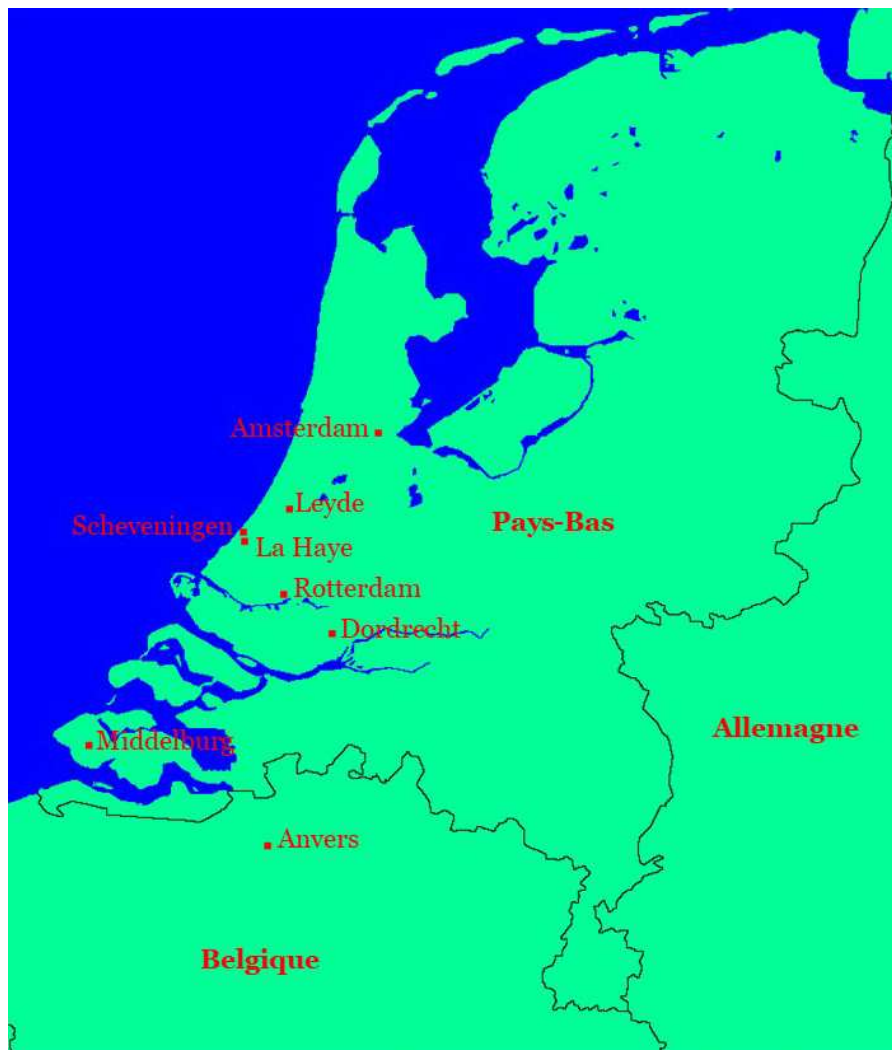 Amsterdam
Leyde
Scheveningen
Pays-Bas
La Haye
Rotterdam
Dordrecht
Allemagne
Middelburg
Anvers
Belgique